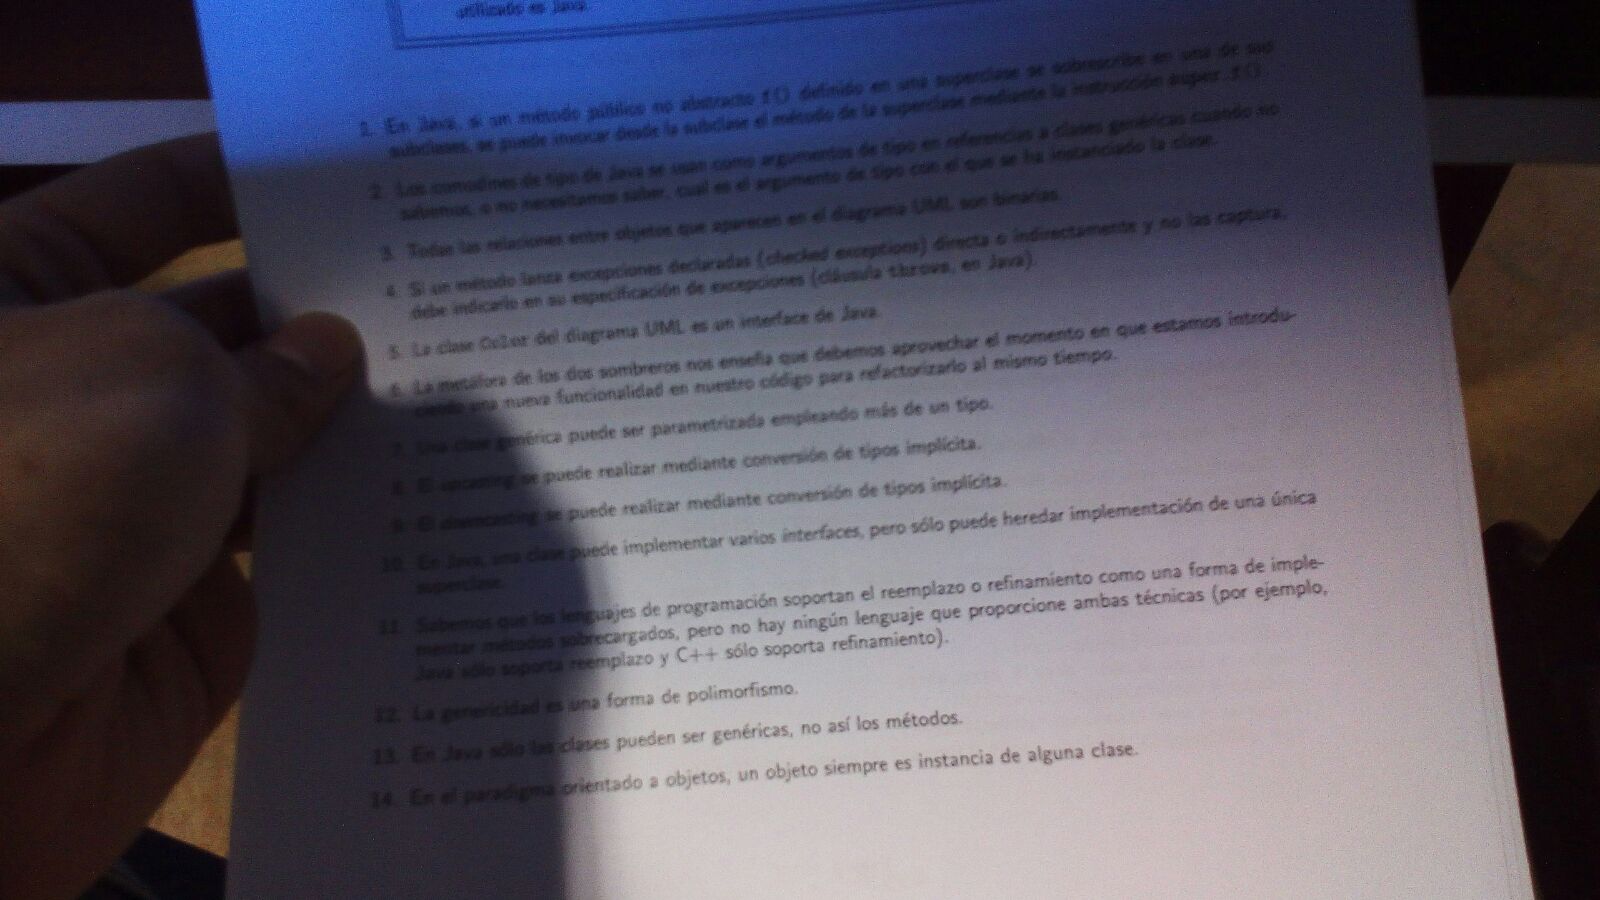 utilizado es Java.
1. En Java, si un método público no abstracto f() definido en una superclase se sobrescribe en una de sus
subclases, se puede invocar desde la subclase el método de la superclase mediante la instrucción super.f().
2. Los comodines de tipo de Java se usan como argumentos de tipo en referencias a clases genéricas cuando no
sabemos, o no necesitamos saber, cual es el argumento de tipo con el que se ha instanciado la clase.
3. Todas las relaciones entre objetos que aparecen en el diagrama UML son binarias.
4. Si un método lanza excepciones declaradas (checked exceptions) directa o indirectamente y no las captura,
debe indicarlo en su especificación de excepciones (cláusula throws, en Java).
5. La clase Color del diagrama UML es un interface de Java.
6. La metáfora de los dos sombreros nos enseña que debemos aprovechar el momento en que estamos introdu-
ciendo una nueva funcionalidad en nuestro código para refactorizarlo al mismo tiempo.
7. Una clase genérica puede ser parametrizada empleando más de un tipo.
8. El upcasting se puede realizar mediante conversión de tipos implícita.
9. El downcasting se puede realizar mediante conversión de tipos implícita.
10. En Java, una clase puede implementar varios interfaces, pero sólo puede heredar implementación de una única
superclase.
11. Sabemos que los lenguajes de programación soportan el reemplazo o refinamiento como una forma de imple-
mentar métodos sobrecargados, pero no hay ningún lenguaje que proporcione ambas técnicas (por ejemplo,
Java sólo soporta reemplazo y C++ sólo soporta refinamiento).
12. La genericidad es una forma de polimorfismo.
13. En Java sólo las clases pueden ser genéricas, no así los métodos.
14. En el paradigma orientado a objetos, un objeto siempre es instancia de alguna clase.